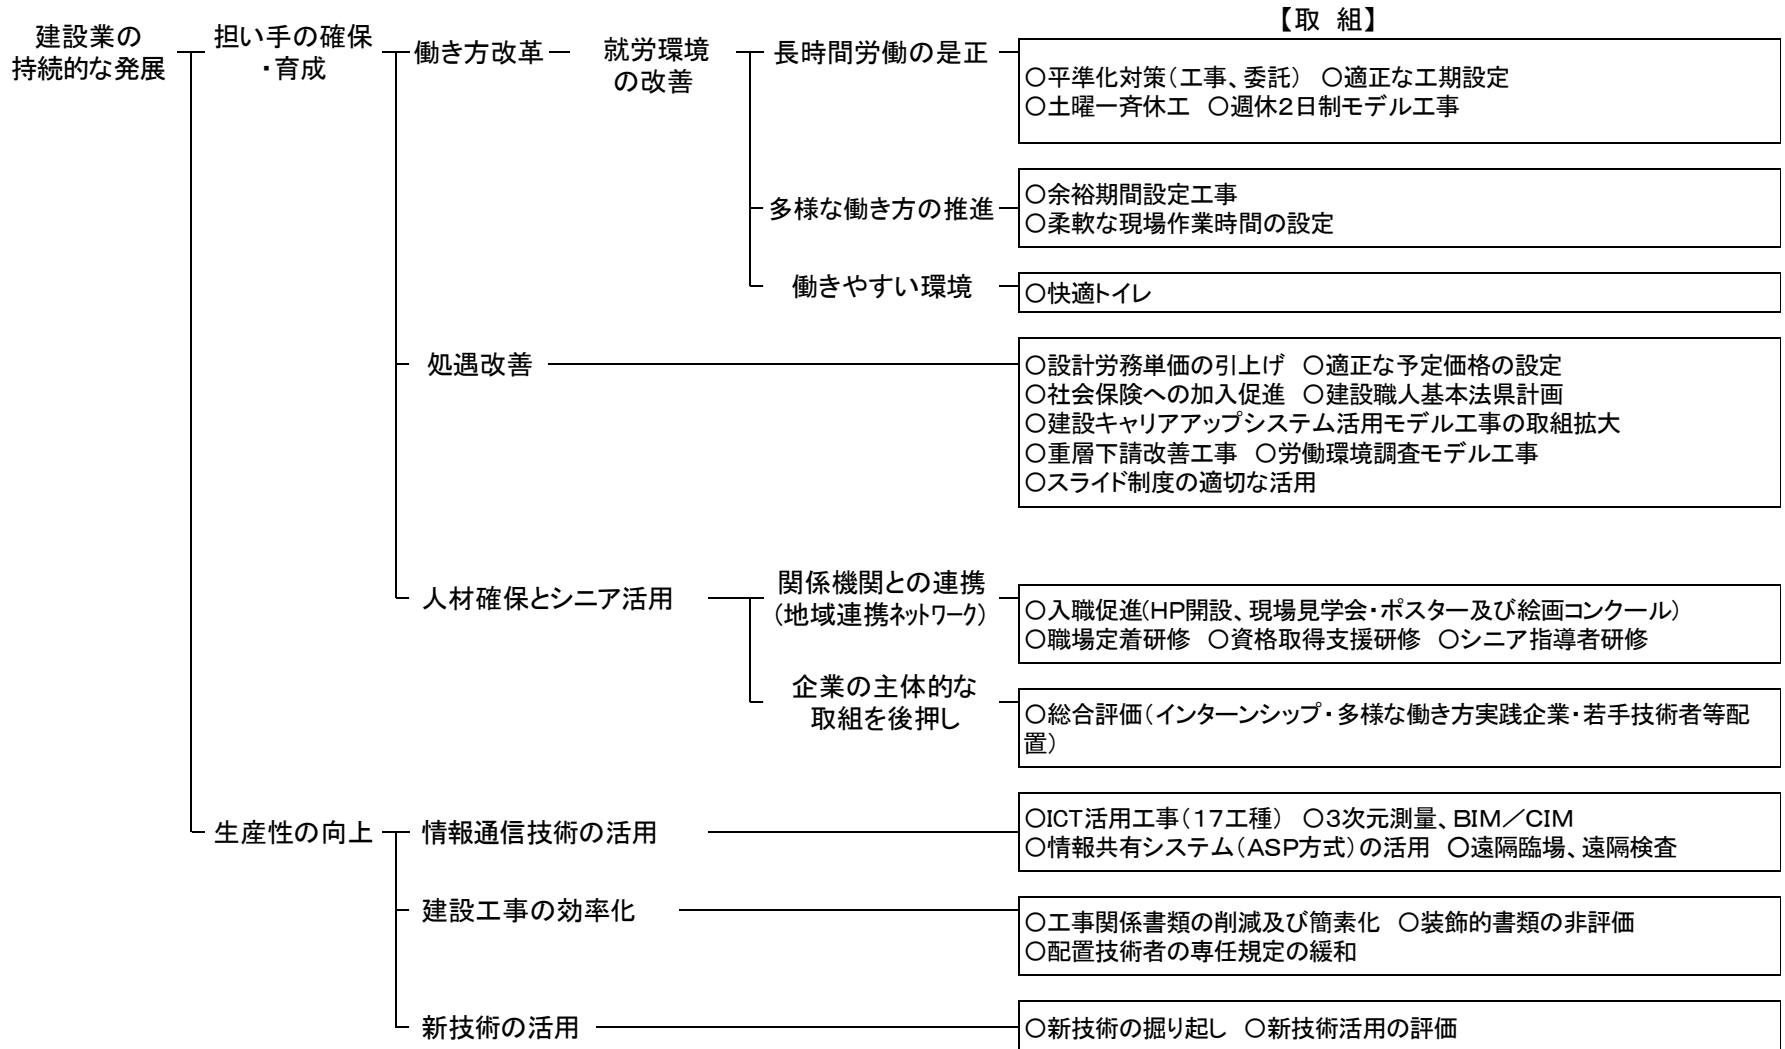 【取 組】
建設業の
持続的な発展
担い手の確保
・育成
働き方改革
就労環境
の改善
長時間労働の是正
○平準化対策（工事、委託） ○適正な工期設定
○土曜一斉休工 ○週休２日制モデル工事
多様な働き方の推進
○余裕期間設定工事
○柔軟な現場作業時間の設定
働きやすい環境
○快適トイレ
処遇改善
○設計労務単価の引上げ ○適正な予定価格の設定
○社会保険への加入促進 ○建設職人基本法県計画
○建設キャリアアップシステム活用モデル工事の取組拡大
○重層下請改善工事 ○労働環境調査モデル工事
○スライド制度の適切な活用
人材確保とシニア活用
関係機関との連携
(地域連携ネットワーク)
○入職促進(HP開設、現場見学会・ポスター及び絵画コンクール)
○職場定着研修 ○資格取得支援研修 ○シニア指導者研修
企業の主体的な
取組を後押し
○総合評価（インターンシップ・多様な働き方実践企業・若手技術者等配
置）
生産性の向上
情報通信技術の活用
○ICT活用工事（１７工種） ○３次元測量、BIM／CIM
○情報共有システム（ASP方式）の活用 ○遠隔臨場、遠隔検査
建設工事の効率化
○工事関係書類の削減及び簡素化 ○装飾的書類の非評価
○配置技術者の専任規定の緩和
新技術の活用
○新技術の掘り起し ○新技術活用の評価